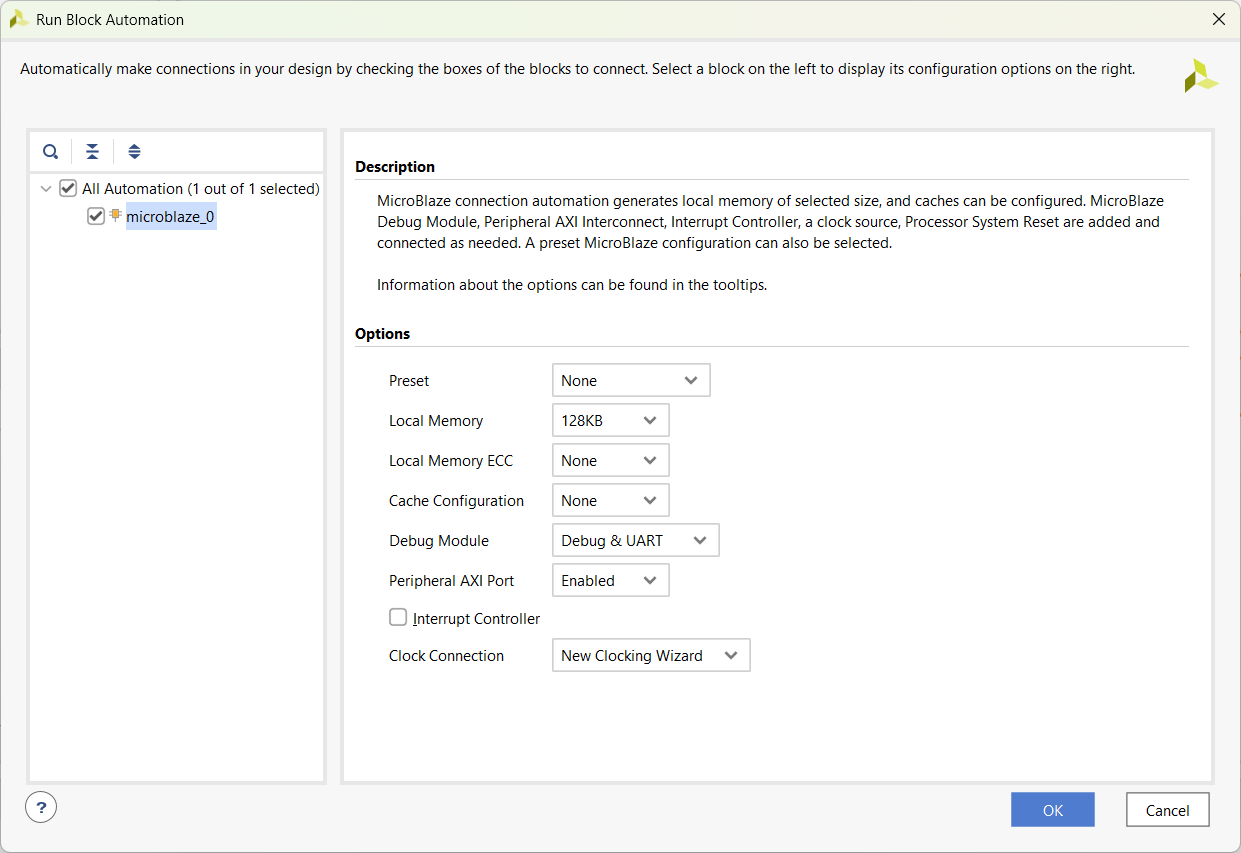 Run Block Automation
Automatically make connections in your design by checking the boxes of the blocks to connect. Select a block on the left to display its configuration options on the right.
All Automation (1 out of 1 selected)
microblaze_0
Description
MicroBlaze connection automation generates local memory of selected size, and caches can be configured. MicroBlaze
Debug Module, Peripheral AXI Interconnect, Interrupt Controller, a clock source, Processor System Reset are added and
connected as needed. A preset MicroBlaze configuration can also be selected.
Information about the options can be found in the tooltips.
Options
Preset None
Local Memory 128KB
Local Memory ECC None
Cache Configuration None
Debug Module Debug & UART
Peripheral AXI Port Enabled
Interrupt Controller
Clock Connection New Clocking Wizard
? OK Cancel